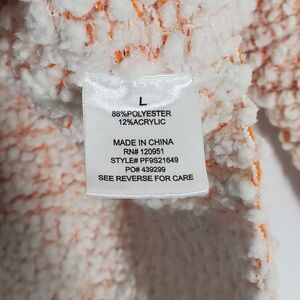 L
88%POLYESTER
12%ACRYLIC
MADE IN CHINA
RN# 120951
STYLE# PF9S21649
PO# 439299
SEE REVERSE FOR CARE